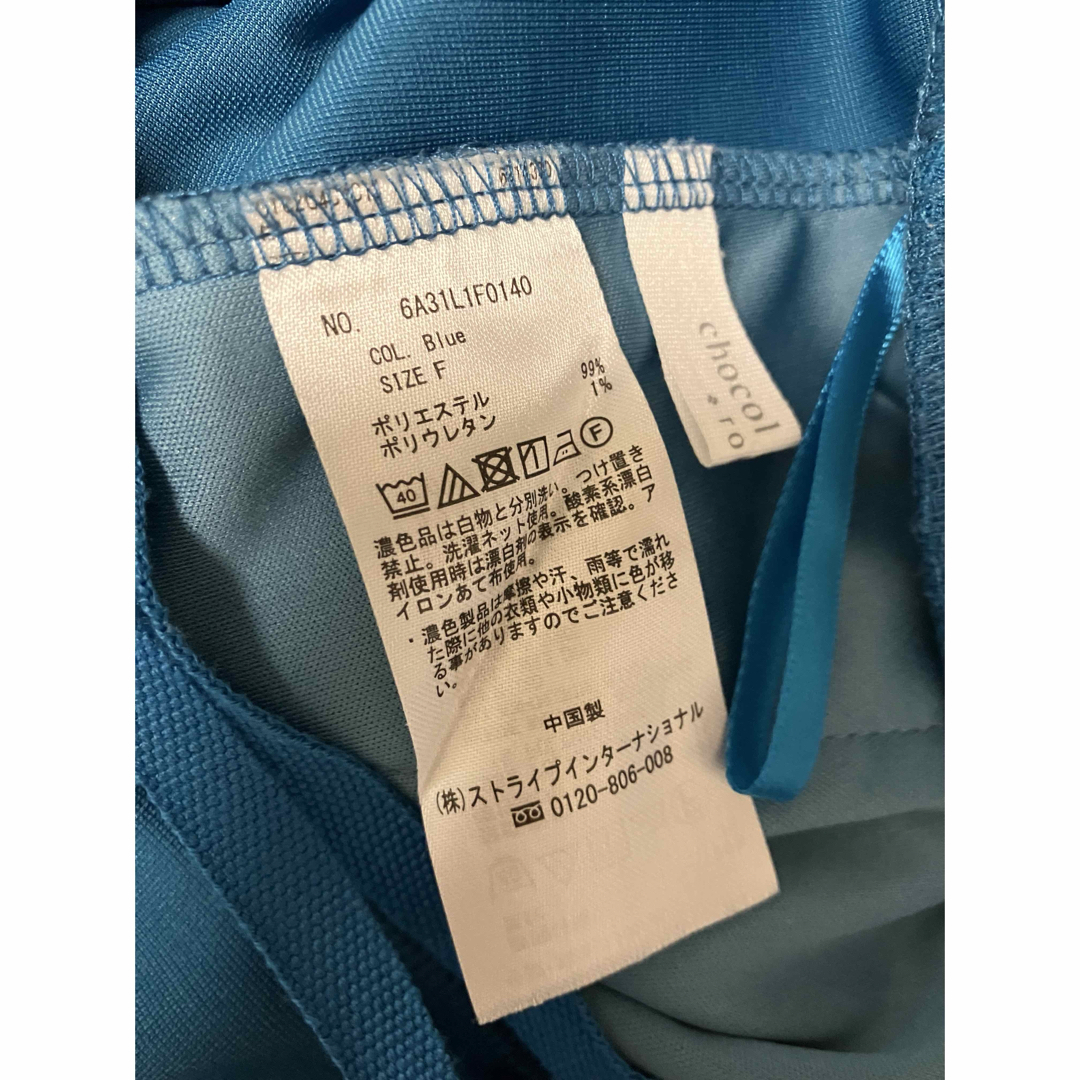 NO. 6A31L1F0140
COL. Blue
SIZE F
ポリエステル 99%
ポリウレタン 1%
40 F
濃色品は白物と分別洗い。つけ置き
禁止。洗濯ネット使用。酸素系漂白
剤使用時は漂白剤の表示を確認。ア
イロンあて布使用。
・濃色製品は摩擦や汗、雨等で濡れ
た際に他の衣類や小物類に色が移
る事がありますのでご注意くださ
い。
中国製
(株)ストライプインターナショナル
0120-806-008
chocol
ro